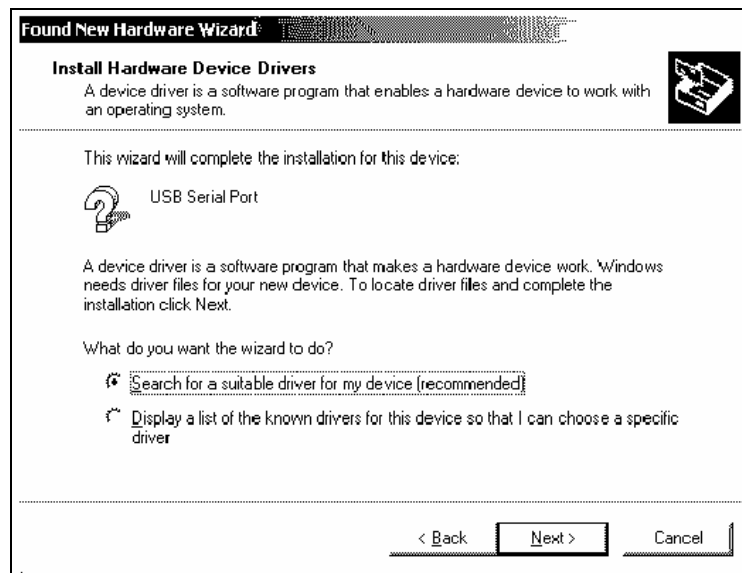 Found New Hardware Wizard
Install Hardware Device Drivers
A device driver is a software program that enables a hardware device to work with
an operating system.
This wizard will complete the installation for this device:
USB Serial Port
A device driver is a software program that makes a hardware device work. Windows
needs driver files for your new device. To locate driver files and complete the
installation click Next.
What do you want the wizard to do?
Search for a suitable driver for my device (recommended)
Display a list of the known drivers for this device so that I can choose a specific
driver
< Back Next > Cancel